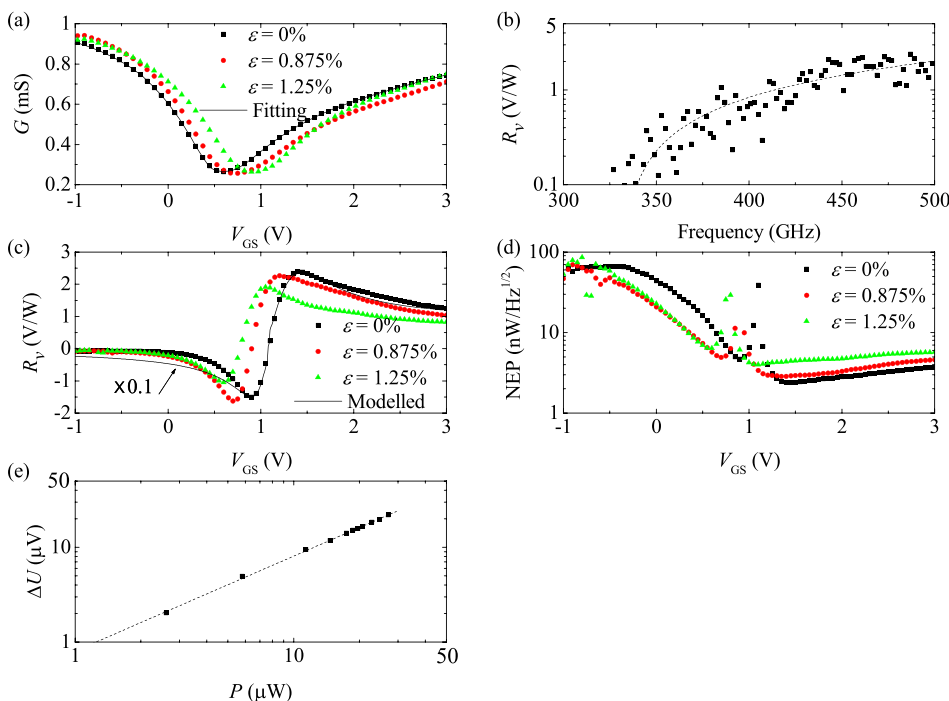 (a)
G (mS)
1.0
0.8
0.6
0.4
0.2
ε = 0%
ε = 0.875%
ε = 1.25%
Fitting
-1 0 1 2 3
V_GS (V)
(b)
R_v (V/W)
5
1
0.1
300 350 400 450 500
Frequency (GHz)
(c)
R_v (V/W)
3
2
1
0
-1
-2
ε = 0%
ε = 0.875%
ε = 1.25%
Modelled
×0.1
-1 0 1 2 3
V_GS (V)
(d)
NEP (nW/Hz^1/2)
100
10
1
ε = 0%
ε = 0.875%
ε = 1.25%
-1 0 1 2 3
V_GS (V)
(e)
ΔU (μV)
50
10
1
1 10 50
P (μW)